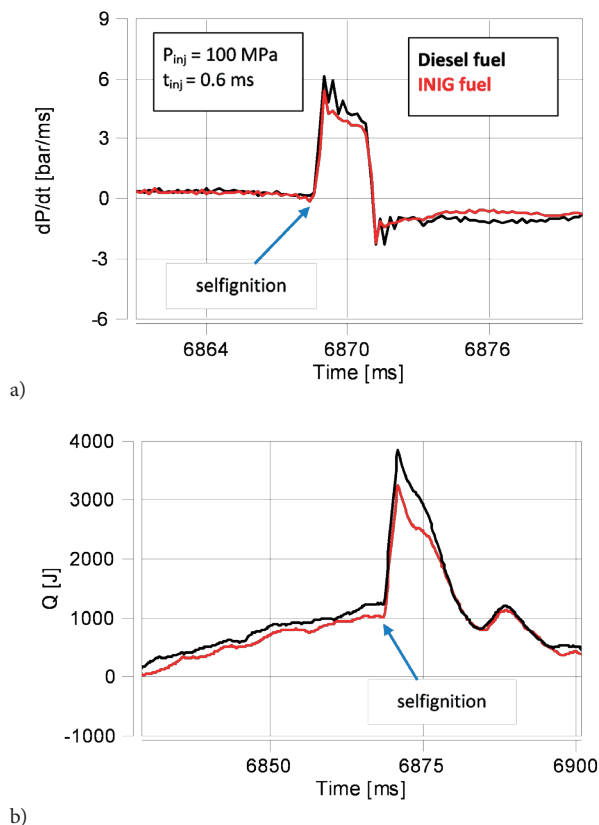 9
6
3
0
-3
-6
dP/dt [bar/ms]
Pinj = 100 MPa
tinj = 0.6 ms
Diesel fuel
INIG fuel
selfignition
6864
6870
6876
Time [ms]
a)
4000
3000
2000
1000
0
-1000
Q [J]
selfignition
6850
6875
6900
Time [ms]
b)